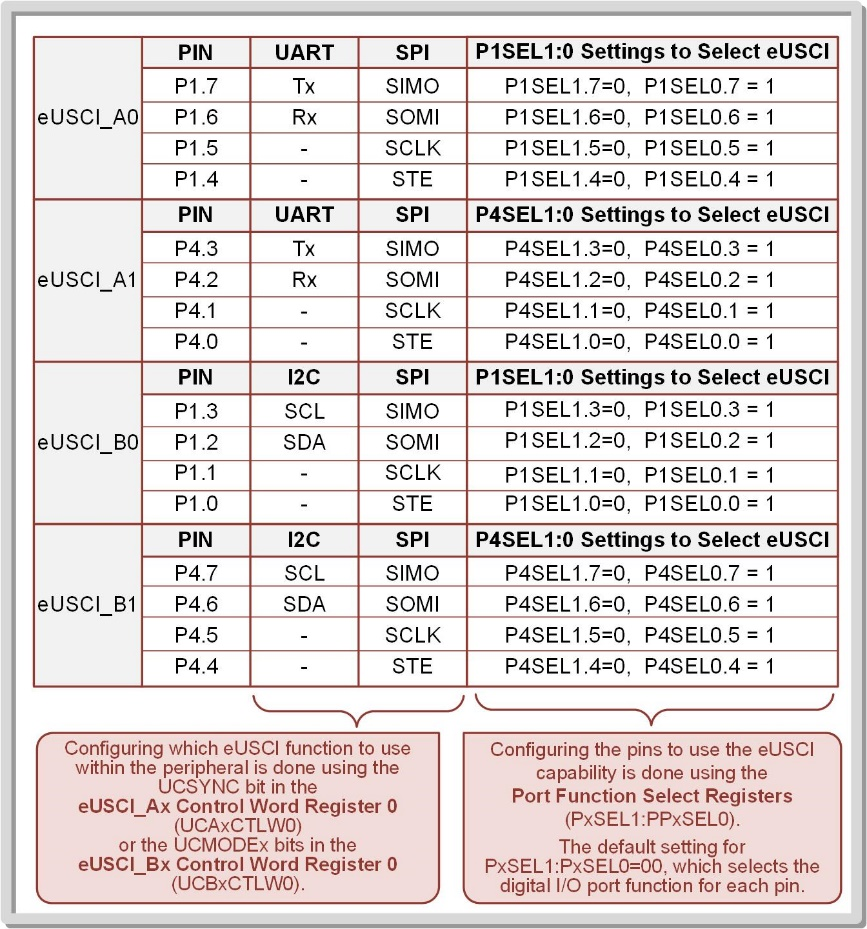 PIN UART SPI P1SEL1:0 Settings to Select eUSCI
eUSCI_A0
P1.7 Tx SIMO P1SEL1.7=0, P1SEL0.7 = 1
P1.6 Rx SOMI P1SEL1.6=0, P1SEL0.6 = 1
P1.5 - SCLK P1SEL1.5=0, P1SEL0.5 = 1
P1.4 - STE P1SEL1.4=0, P1SEL0.4 = 1
PIN UART SPI P4SEL1:0 Settings to Select eUSCI
eUSCI_A1
P4.3 Tx SIMO P4SEL1.3=0, P4SEL0.3 = 1
P4.2 Rx SOMI P4SEL1.2=0, P4SEL0.2 = 1
P4.1 - SCLK P4SEL1.1=0, P4SEL0.1 = 1
P4.0 - STE P4SEL1.0=0, P4SEL0.0 = 1
PIN I2C SPI P1SEL1:0 Settings to Select eUSCI
eUSCI_B0
P1.3 SCL SIMO P1SEL1.3=0, P1SEL0.3 = 1
P1.2 SDA SOMI P1SEL1.2=0, P1SEL0.2 = 1
P1.1 - SCLK P1SEL1.1=0, P1SEL0.1 = 1
P1.0 - STE P1SEL1.0=0, P1SEL0.0 = 1
PIN I2C SPI P4SEL1:0 Settings to Select eUSCI
eUSCI_B1
P4.7 SCL SIMO P4SEL1.7=0, P4SEL0.7 = 1
P4.6 SDA SOMI P4SEL1.6=0, P4SEL0.6 = 1
P4.5 - SCLK P4SEL1.5=0, P4SEL0.5 = 1
P4.4 - STE P4SEL1.4=0, P4SEL0.4 = 1
Configuring which eUSCI function to use
within the peripheral is done using the
UCSYNC bit in the
eUSCI_Ax Control Word Register 0
(UCAxCTLW0)
or the UCMODEx bits in the
eUSCI_Bx Control Word Register 0
(UCBxCTLW0).
Configuring the pins to use the eUSCI
capability is done using the
Port Function Select Registers
(PxSEL1:PPxSEL0).
The default setting for
PxSEL1:PxSEL0=00, which selects the
digital I/O port function for each pin.